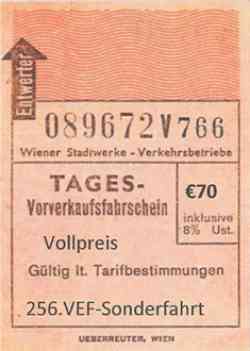 Entwerter
089672V766
Wiener Stadtwerke - Verkehrsbetriebe
TAGES-
Vorverkaufsfahrschein
€70
inklusive
8% Ust.
Vollpreis
Gültig lt. Tarifbestimmungen
256.VEF-Sonderfahrt
UEBERREUTER, WIEN